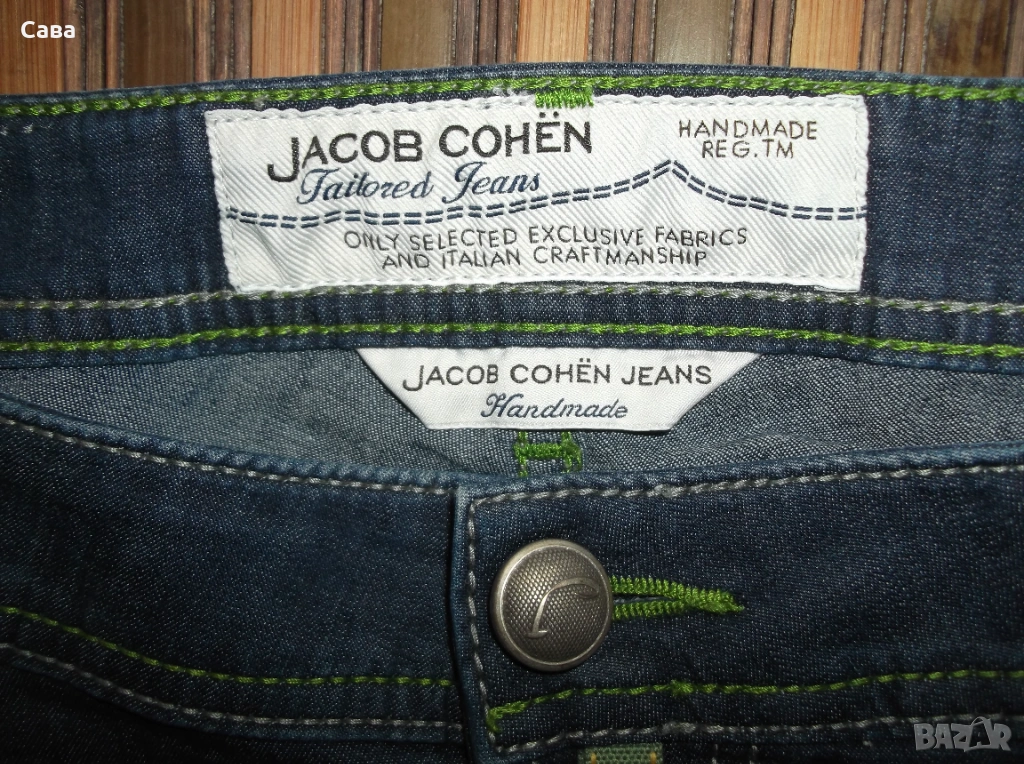 Сава
JACOB COHËN
Tailored Jeans
HANDMADE
REG.TM
ONLY SELECTED EXCLUSIVE FABRICS
AND ITALIAN CRAFTMANSHIP
JACOB COHËN JEANS
Handmade
J
BAZAR